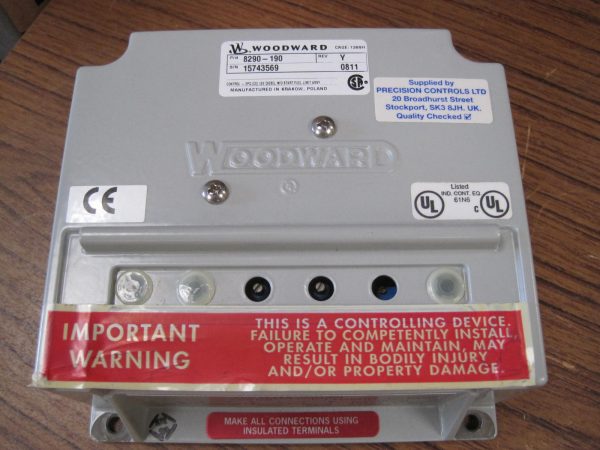 WOODWARD CAGE: 728BH
P/N 8290-190 REV Y
S/N 15743569 0811
MANUFACTURED IN KRAKOW, POLAND
Supplied by
PRECISION CONTROLS LTD
20 Broadhurst Street
Stockport, SK3 8JH. UK.
Quality Checked
WOODWARD
CE
Listed
IND. CONT. EQ.
61N6
UL
C UL
IMPORTANT
WARNING
THIS IS A CONTROLLING DEVICE.
FAILURE TO COMPETENTLY INSTALL,
OPERATE AND MAINTAIN, MAY
RESULT IN BODILY INJURY
AND/OR PROPERTY DAMAGE.
MAKE ALL CONNECTIONS USING
INSULATED TERMINALS